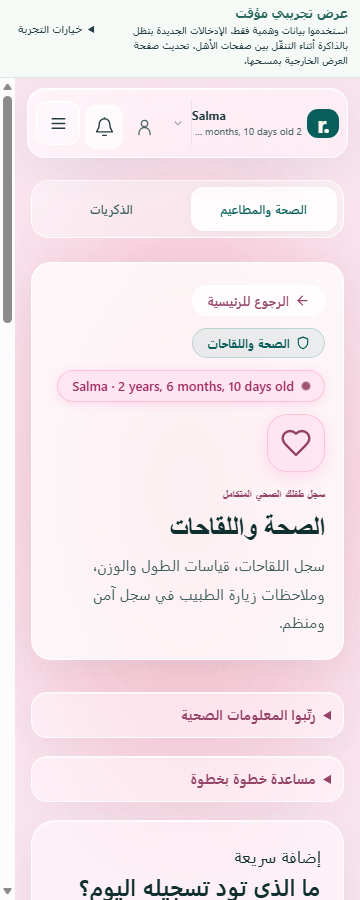 عرض تجريبي مؤقت
استخدموا بيانات وهمية فقط. الإدخالات الجديدة بتظل
بالذاكرة أثناء التنقّل بين صفحات الأهل. تحديث صفحة
العرض الخارجية بمسحها.
خيارات التجربة
r.
Salma
2 months, 10 days old ...
الصحة والمطاعيم
الذكريات
الرجوع للرئيسية
الصحة واللقاحات
Salma · 2 years, 6 months, 10 days old
سجل طفلك الصحي المتكامل
الصحة واللقاحات
سجل اللقاحات، قياسات الطول والوزن،
وملاحظات زيارة الطبيب في سجل آمن
ومنظم.
رتّبوا المعلومات الصحية
مساعدة خطوة بخطوة
إضافة سريعة
ما الذي تود تسجيله اليوم؟